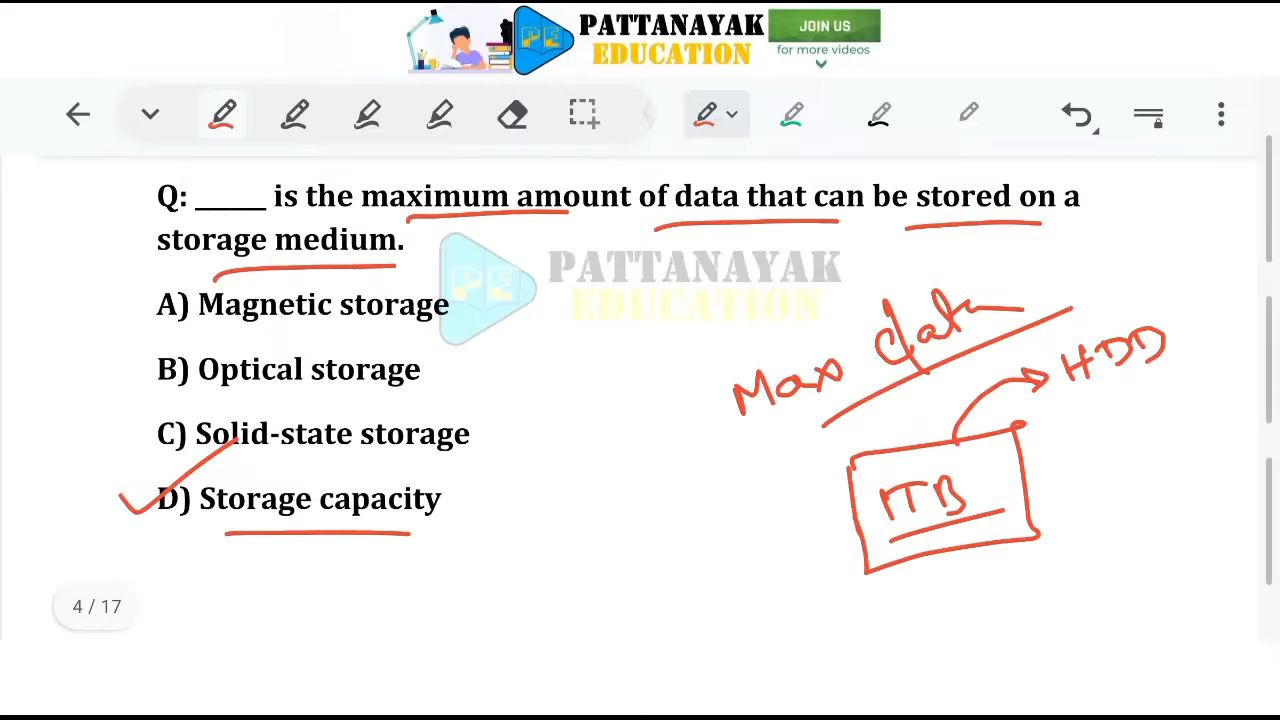 PATTANAYAK
EDUCATION
PE
JOIN US
for more videos
Q: _____ is the maximum amount of data that can be stored on a
storage medium.
PE
PATTANAYAK
EDUCATION
A) Magnetic storage
B) Optical storage
C) Solid-state storage
D) Storage capacity
Max data
HDD
1TB
4 / 17